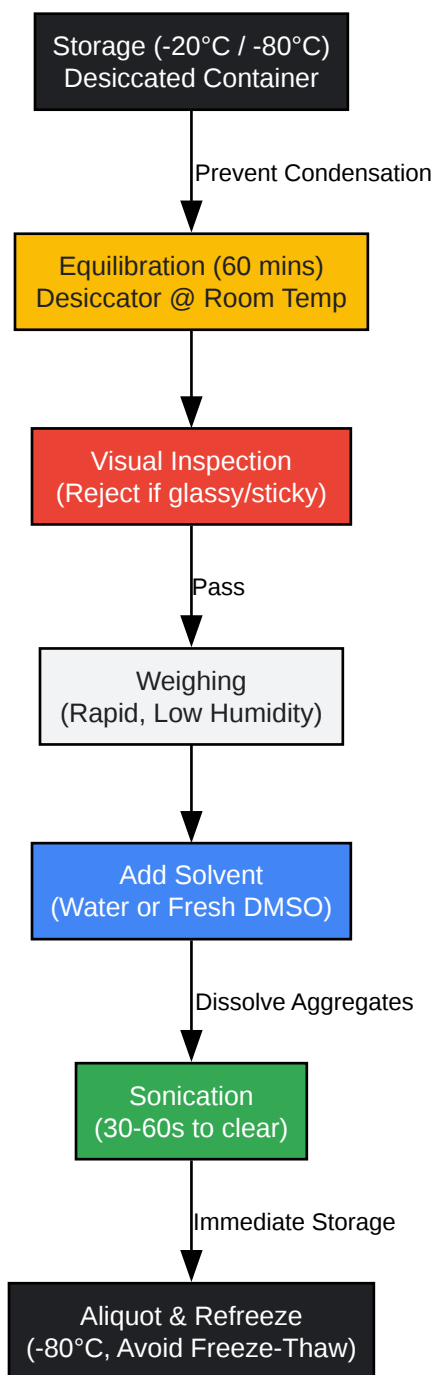 Storage (-20°C / -80°C)
Desiccated Container
Prevent Condensation
Equilibration (60 mins)
Desiccator @ Room Temp
Visual Inspection
(Reject if glassy/sticky)
Pass
Weighing
(Rapid, Low Humidity)
Add Solvent
(Water or Fresh DMSO)
Dissolve Aggregates
Sonication
(30-60s to clear)
Immediate Storage
Aliquot & Refreeze
(-80°C, Avoid Freeze-Thaw)